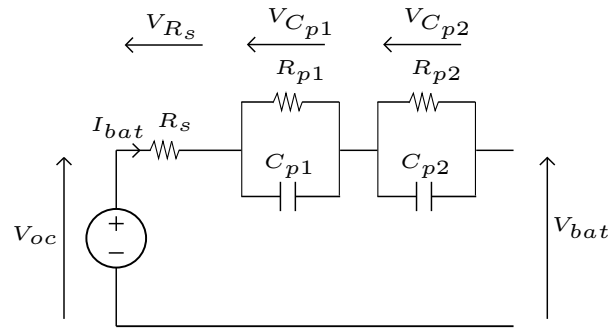 V_{R_s} V_{C_{p1}} V_{C_{p2}}
R_{p1} R_{p2}
I_{bat} R_s
C_{p1} C_{p2}
V_{oc} + V_{bat}
−